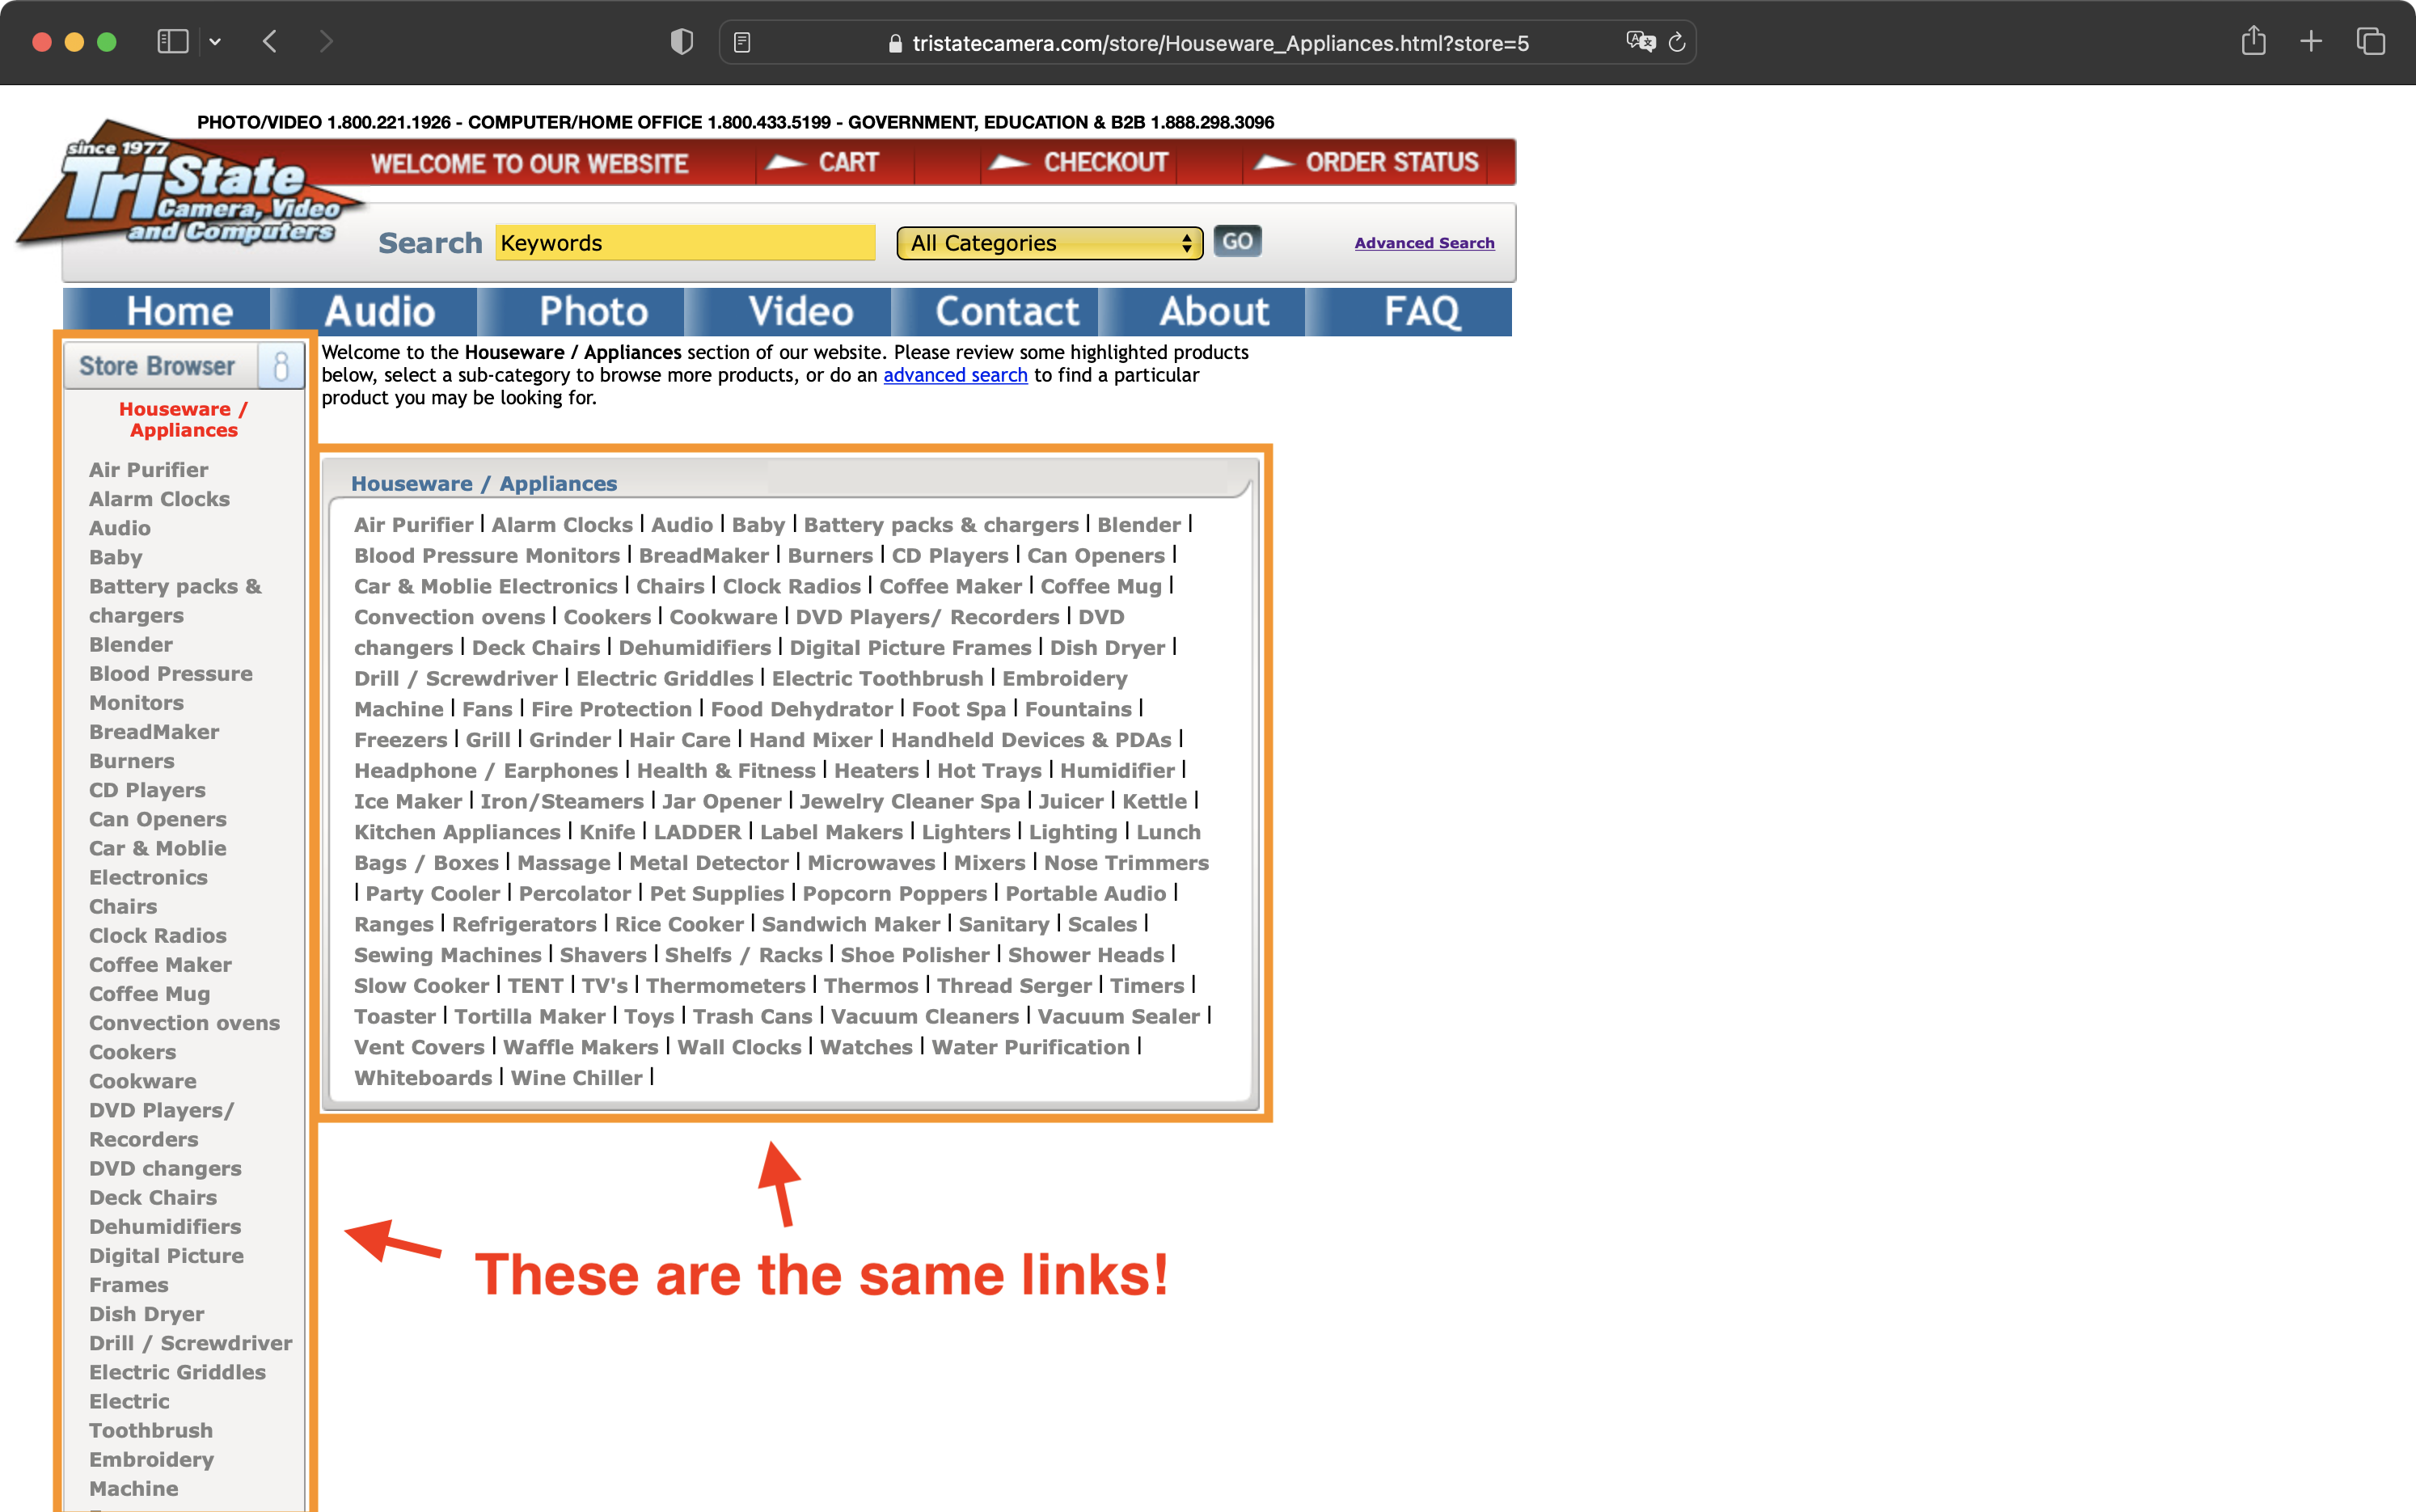 tristatecamera.com/store/Houseware_Appliances.html?store=5
PHOTO/VIDEO 1.800.221.1926 - COMPUTER/HOME OFFICE 1.800.433.5199 - GOVERNMENT, EDUCATION & B2B 1.888.298.3096
since 1977
TriState
Camera, Video
and Computers
WELCOME TO OUR WEBSITE
CART
CHECKOUT
ORDER STATUS
Search
Keywords
All Categories
GO
Advanced Search
Home
Audio
Photo
Video
Contact
About
FAQ
Store Browser
Houseware /
Appliances
Air Purifier
Alarm Clocks
Audio
Baby
Battery packs &
chargers
Blender
Blood Pressure
Monitors
BreadMaker
Burners
CD Players
Can Openers
Car & Moblie
Electronics
Chairs
Clock Radios
Coffee Maker
Coffee Mug
Convection ovens
Cookers
Cookware
DVD Players/
Recorders
DVD changers
Deck Chairs
Dehumidifiers
Digital Picture
Frames
Dish Dryer
Drill / Screwdriver
Electric Griddles
Electric
Toothbrush
Embroidery
Machine
Welcome to the Houseware / Appliances section of our website. Please review some highlighted products
below, select a sub-category to browse more products, or do an advanced search to find a particular
product you may be looking for.
Houseware / Appliances
Air Purifier | Alarm Clocks | Audio | Baby | Battery packs & chargers | Blender |
Blood Pressure Monitors | BreadMaker | Burners | CD Players | Can Openers |
Car & Moblie Electronics | Chairs | Clock Radios | Coffee Maker | Coffee Mug |
Convection ovens | Cookers | Cookware | DVD Players/ Recorders | DVD
changers | Deck Chairs | Dehumidifiers | Digital Picture Frames | Dish Dryer |
Drill / Screwdriver | Electric Griddles | Electric Toothbrush | Embroidery
Machine | Fans | Fire Protection | Food Dehydrator | Foot Spa | Fountains |
Freezers | Grill | Grinder | Hair Care | Hand Mixer | Handheld Devices & PDAs |
Headphone / Earphones | Health & Fitness | Heaters | Hot Trays | Humidifier |
Ice Maker | Iron/Steamers | Jar Opener | Jewelry Cleaner Spa | Juicer | Kettle |
Kitchen Appliances | Knife | LADDER | Label Makers | Lighters | Lighting | Lunch
Bags / Boxes | Massage | Metal Detector | Microwaves | Mixers | Nose Trimmers
| Party Cooler | Percolator | Pet Supplies | Popcorn Poppers | Portable Audio |
Ranges | Refrigerators | Rice Cooker | Sandwich Maker | Sanitary | Scales |
Sewing Machines | Shavers | Shelfs / Racks | Shoe Polisher | Shower Heads |
Slow Cooker | TENT | TV's | Thermometers | Thermos | Thread Serger | Timers |
Toaster | Tortilla Maker | Toys | Trash Cans | Vacuum Cleaners | Vacuum Sealer |
Vent Covers | Waffle Makers | Wall Clocks | Watches | Water Purification |
Whiteboards | Wine Chiller |
These are the same links!